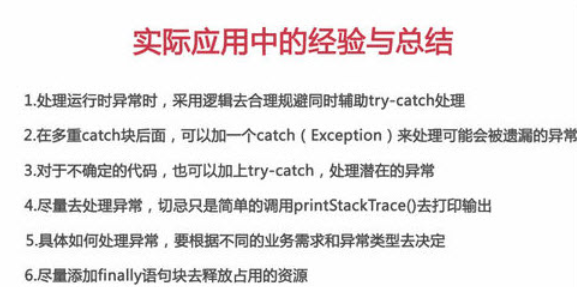 实际应用中的经验与总结
1.处理运行时异常时，采用逻辑去合理规避同时辅助try-catch处理
2.在多重catch块后面，可以加一个catch（Exception）来处理可能会被遗漏的异常
3.对于不确定的代码，也可以加上try-catch，处理潜在的异常
4.尽量去处理异常，切忌只是简单的调用printStackTrace()去打印输出
5.具体如何处理异常，要根据不同的业务需求和异常类型去决定
6.尽量添加finally语句块去释放占用的资源